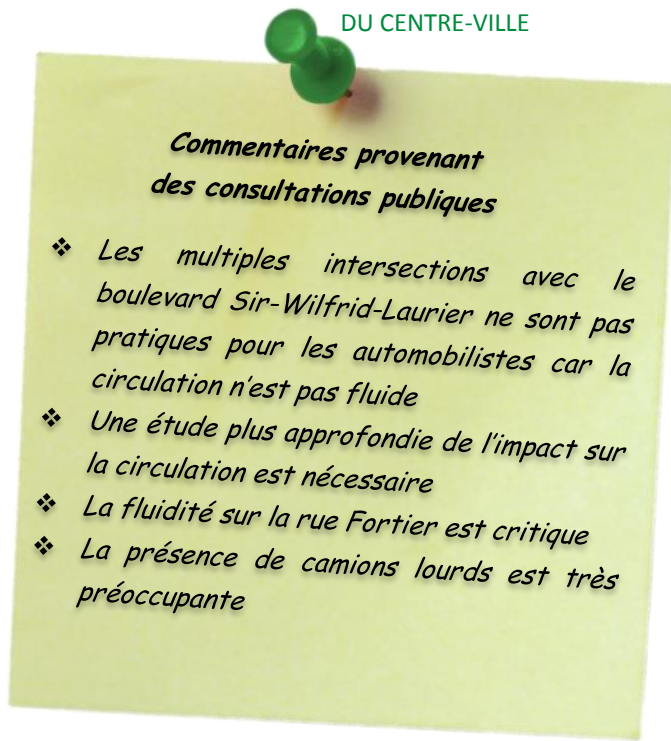 DU CENTRE-VILLE
Commentaires provenant
des consultations publiques
❖ Les multiples intersections avec le
boulevard Sir-Wilfrid-Laurier ne sont pas
pratiques pour les automobilistes car la
circulation n’est pas fluide
❖ Une étude plus approfondie de l’impact sur
la circulation est nécessaire
❖ La fluidité sur la rue Fortier est critique
❖ La présence de camions lourds est très
préoccupante